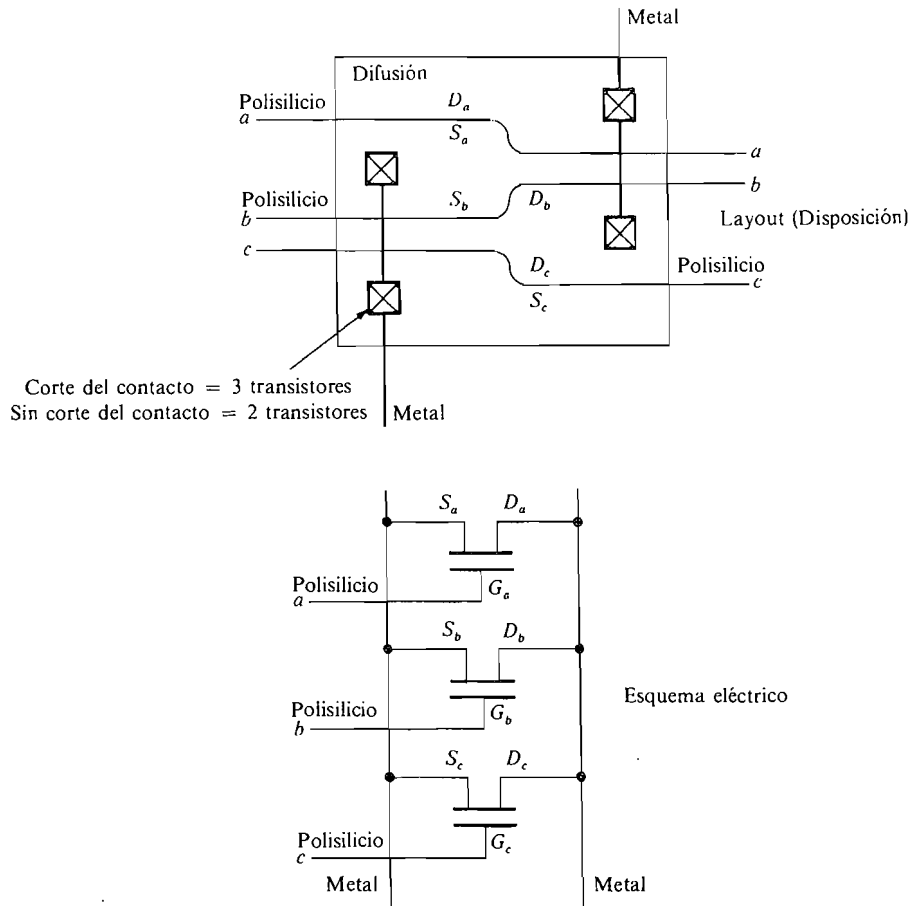 Metal
Difusión
Polisilicio
a
D_a
S_a
a
Polisilicio
b
S_b
D_b
b
Layout (Disposición)
c
D_c
S_c
Polisilicio
c
Corte del contacto = 3 transistores
Sin corte del contacto = 2 transistores
Metal
S_a
D_a
Polisilicio
a
G_a
S_b
D_b
Esquema eléctrico
Polisilicio
b
G_b
S_c
D_c
Polisilicio
c
G_c
Metal
Metal